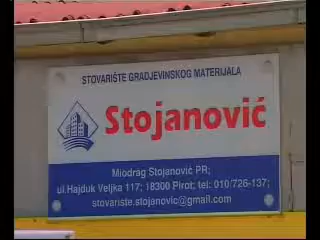 STOVARIŠTE GRADJEVINSKOG MATERIJALA
Stojanović
Miodrag Stojanović PR;
ul.Hajduk Veljka 117; 18300 Pirot; tel: 010/726-137;
stovariste.stojanovic@gmail.com